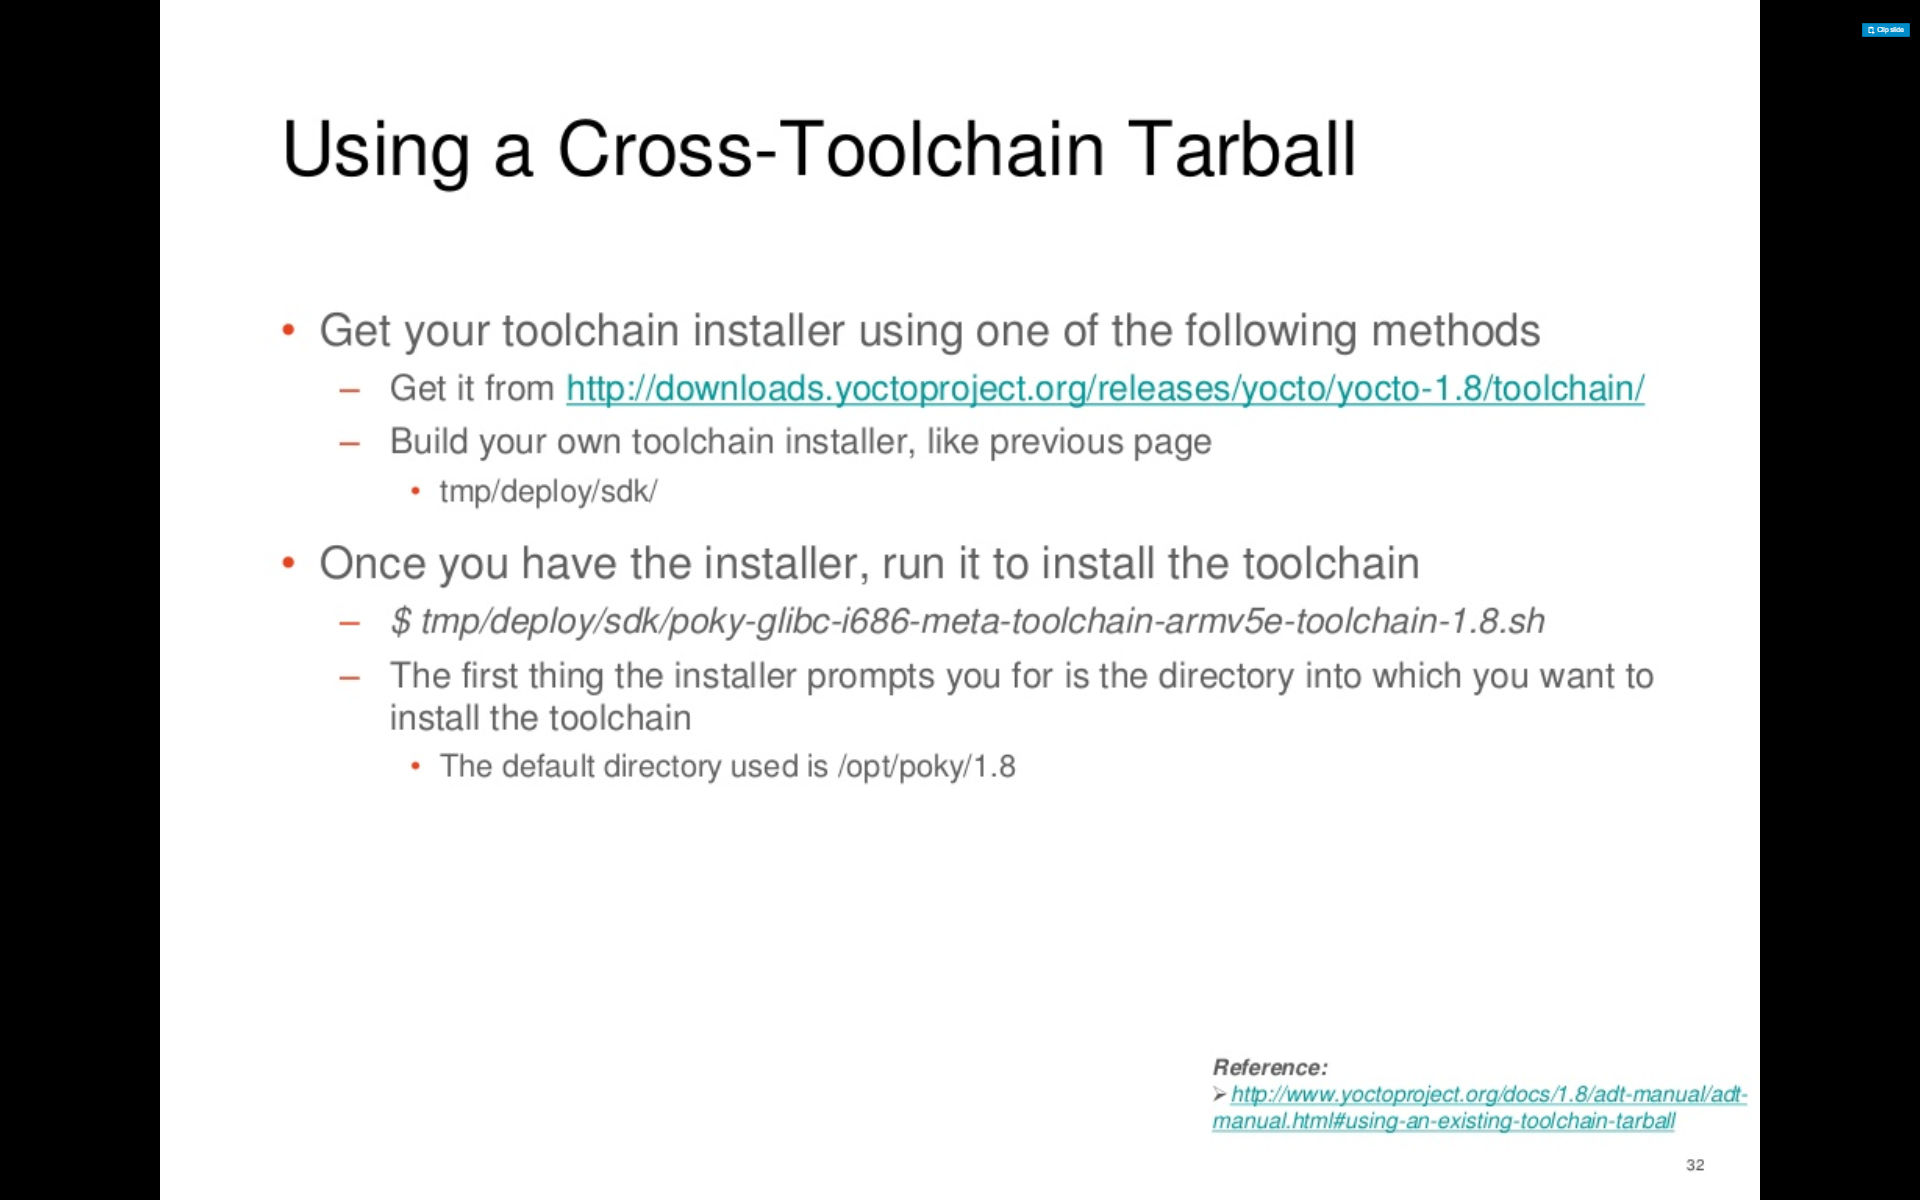 Clip slide
Using a Cross-Toolchain Tarball
• Get your toolchain installer using one of the following methods
– Get it from http://downloads.yoctoproject.org/releases/yocto/yocto-1.8/toolchain/
– Build your own toolchain installer, like previous page
• tmp/deploy/sdk/
• Once you have the installer, run it to install the toolchain
– $ tmp/deploy/sdk/poky-glibc-i686-meta-toolchain-armv5e-toolchain-1.8.sh
– The first thing the installer prompts you for is the directory into which you want to
install the toolchain
• The default directory used is /opt/poky/1.8
Reference:
➢ http://www.yoctoproject.org/docs/1.8/adt-manual/adt-
manual.html#using-an-existing-toolchain-tarball
32